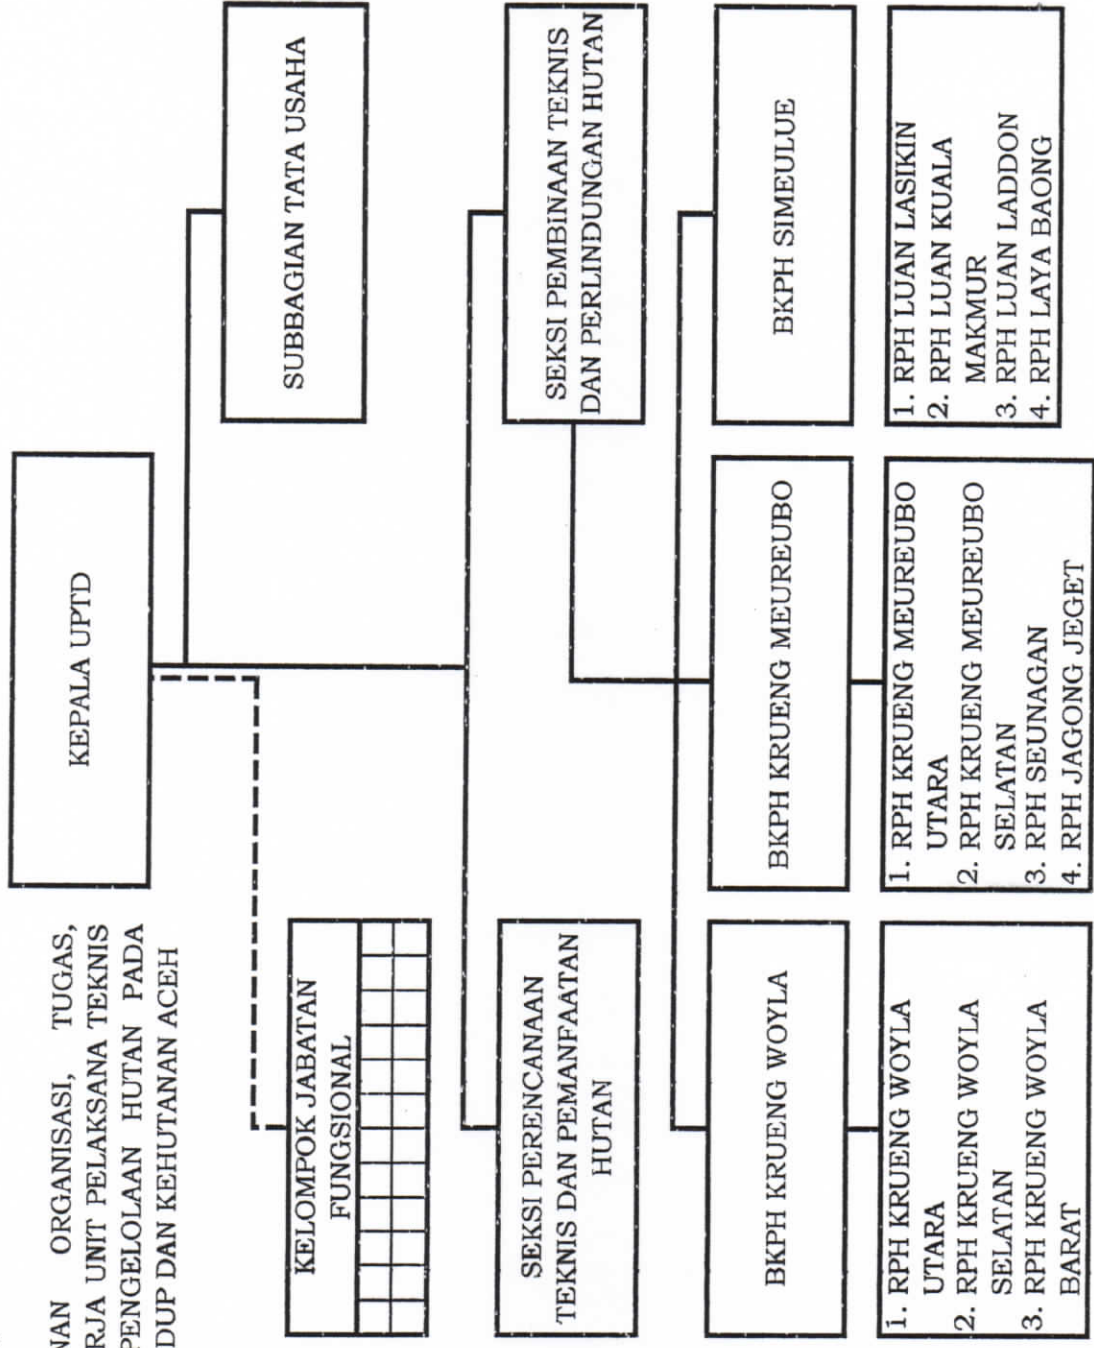 NAN ORGANISASI, TUGAS,
RJA UNIT PELAKSANA TEKNIS
PENGELOLAAN HUTAN PADA
DUP DAN KEHUTANAN ACEH
KEPALA UPTD
SUBBAGIAN TATA USAHA
KELOMPOK JABATAN
FUNGSIONAL
SEKSI PERENCANAAN
TEKNIS DAN PEMANFAATAN
HUTAN
SEKSI PEMBINAAN TEKNIS
DAN PERLINDUNGAN HUTAN
BKPH KRUENG WOYLA
BKPH KRUENG MEUREUBO
BKPH SIMEULUE
1. RPH KRUENG WOYLA
UTARA
2. RPH KRUENG WOYLA
SELATAN
3. RPH KRUENG WOYLA
BARAT
1. RPH KRUENG MEUREUBO
UTARA
2. RPH KRUENG MEUREUBO
SELATAN
3. RPH SEUNAGAN
4. RPH JAGONG JEGET
1. RPH LUAN LASIKIN
2. RPH LUAN KUALA
MAKMUR
3. RPH LUAN LADDON
4. RPH LAYA BAONG